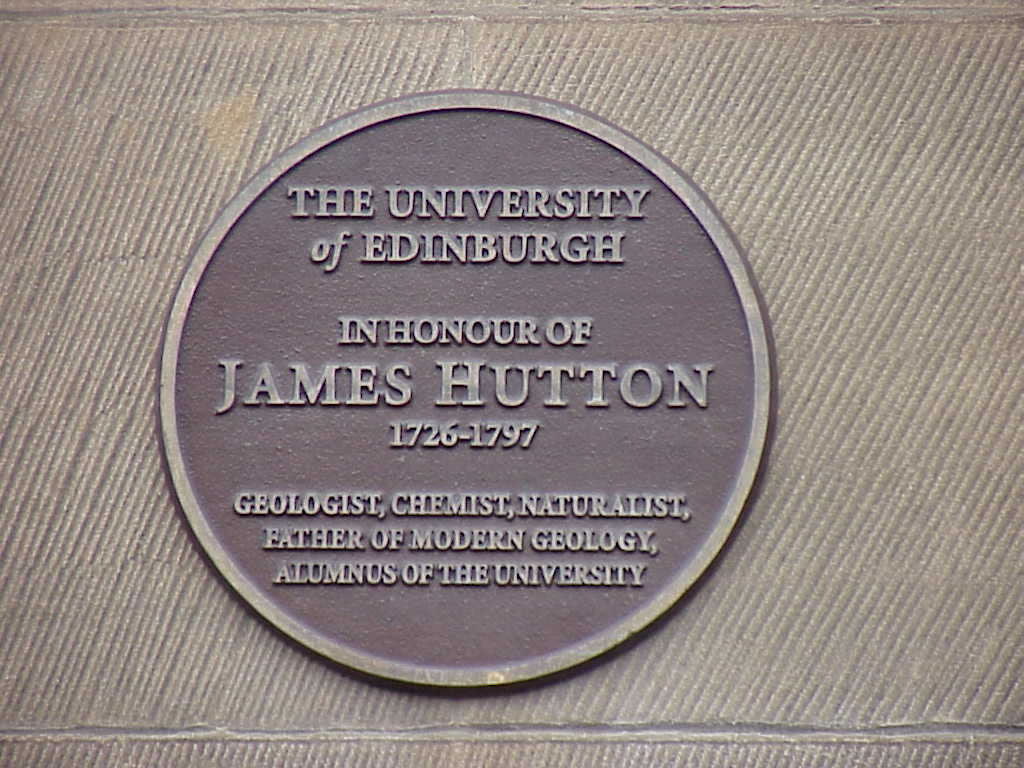 THE UNIVERSITY
of EDINBURGH
IN HONOUR OF
JAMES HUTTON
1726-1797
GEOLOGIST, CHEMIST, NATURALIST,
FATHER OF MODERN GEOLOGY,
ALUMNUS OF THE UNIVERSITY